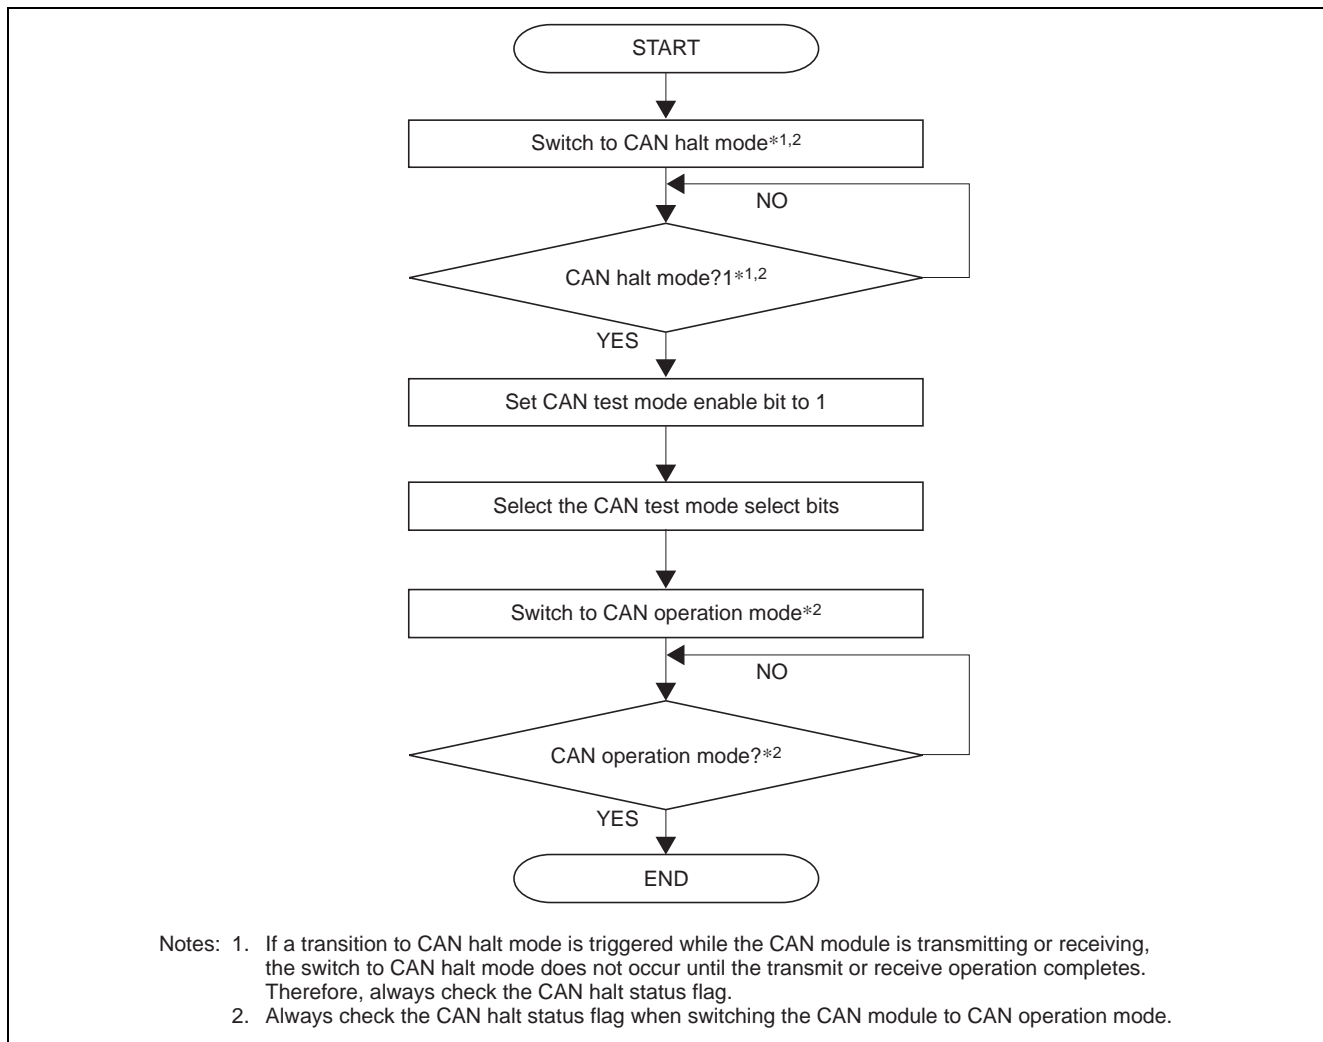 START
Switch to CAN halt mode*1,2
NO
CAN halt mode?1*1,2
YES
Set CAN test mode enable bit to 1
Select the CAN test mode select bits
Switch to CAN operation mode*2
NO
CAN operation mode?*2
YES
END
Notes: 1. If a transition to CAN halt mode is triggered while the CAN module is transmitting or receiving,
the switch to CAN halt mode does not occur until the transmit or receive operation completes.
Therefore, always check the CAN halt status flag.
2. Always check the CAN halt status flag when switching the CAN module to CAN operation mode.